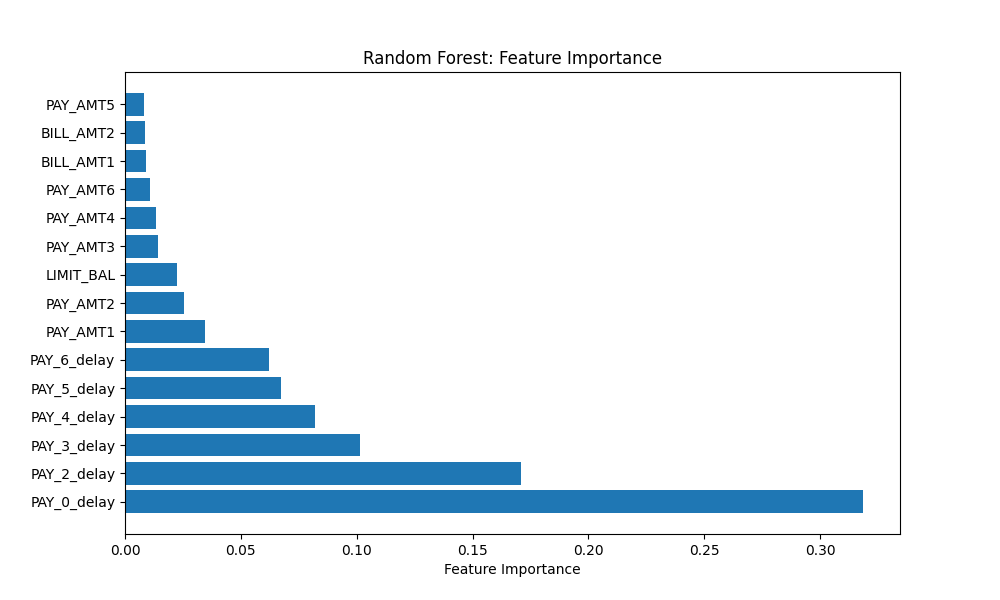 Random Forest: Feature Importance
PAY_AMT5
BILL_AMT2
BILL_AMT1
PAY_AMT6
PAY_AMT4
PAY_AMT3
LIMIT_BAL
PAY_AMT2
PAY_AMT1
PAY_6_delay
PAY_5_delay
PAY_4_delay
PAY_3_delay
PAY_2_delay
PAY_0_delay
0.00 0.05 0.10 0.15 0.20 0.25 0.30
Feature Importance